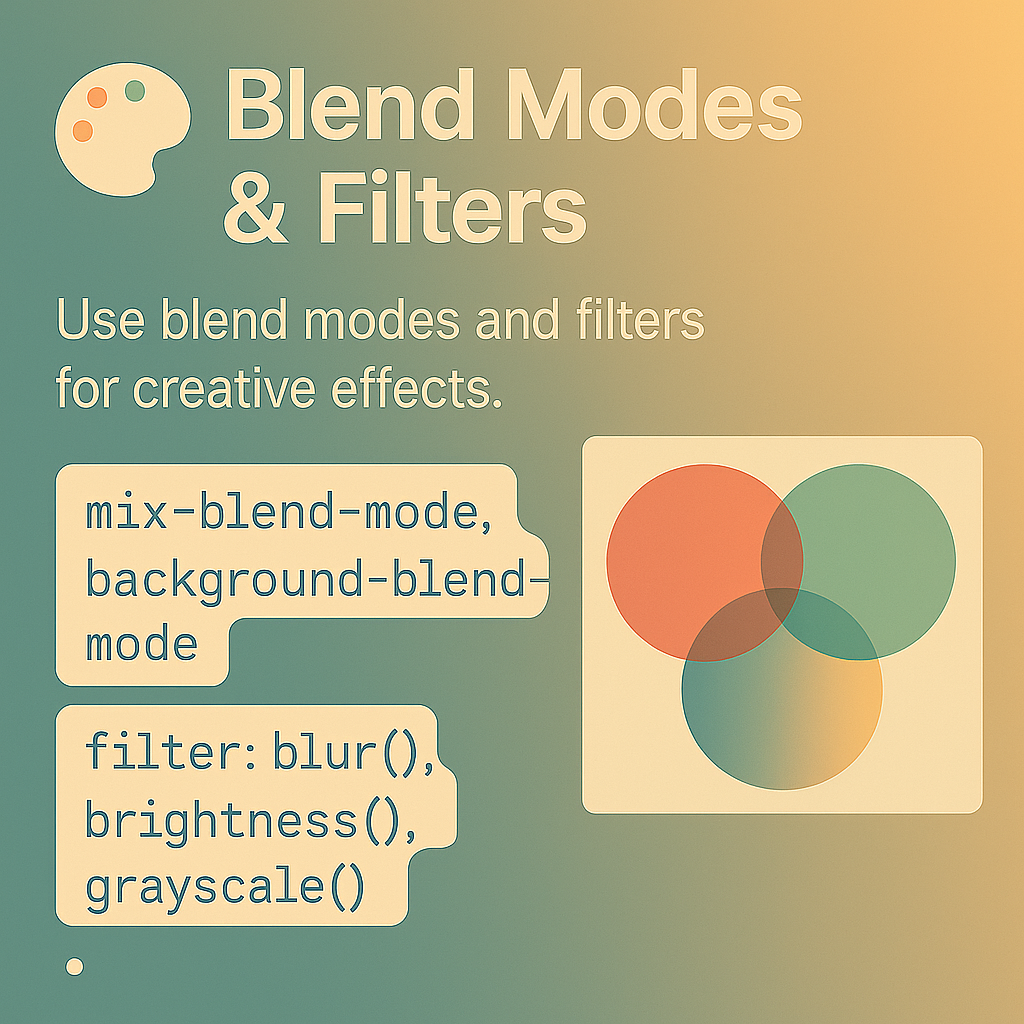 Blend Modes
& Filters
Use blend modes and filters
for creative effects.
mix-blend-mode,
background-blend-
mode
filter: blur(),
brightness(),
grayscale()